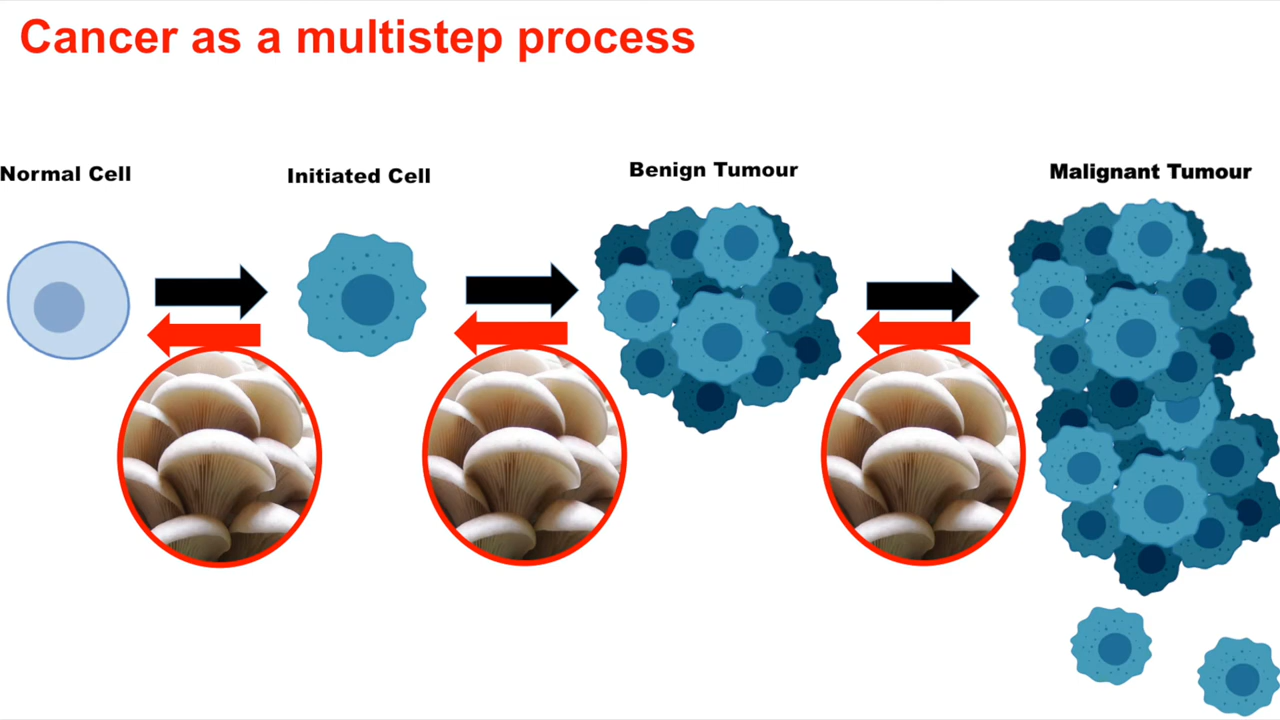 Cancer as a multistep process
Normal Cell
Initiated Cell
Benign Tumour
Malignant Tumour